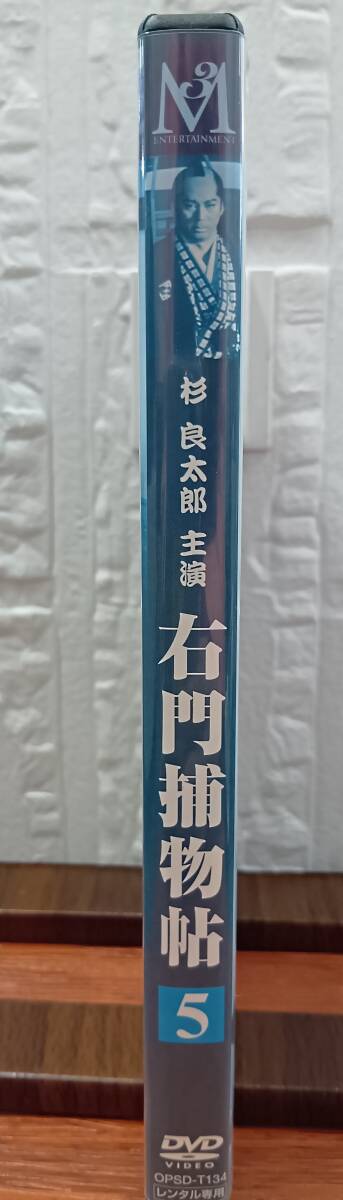 M3
ENTERTAINMENT
杉 良太郎 主演
右門捕物帖
5
DVD
VIDEO
OPSD-T134
レンタル専用